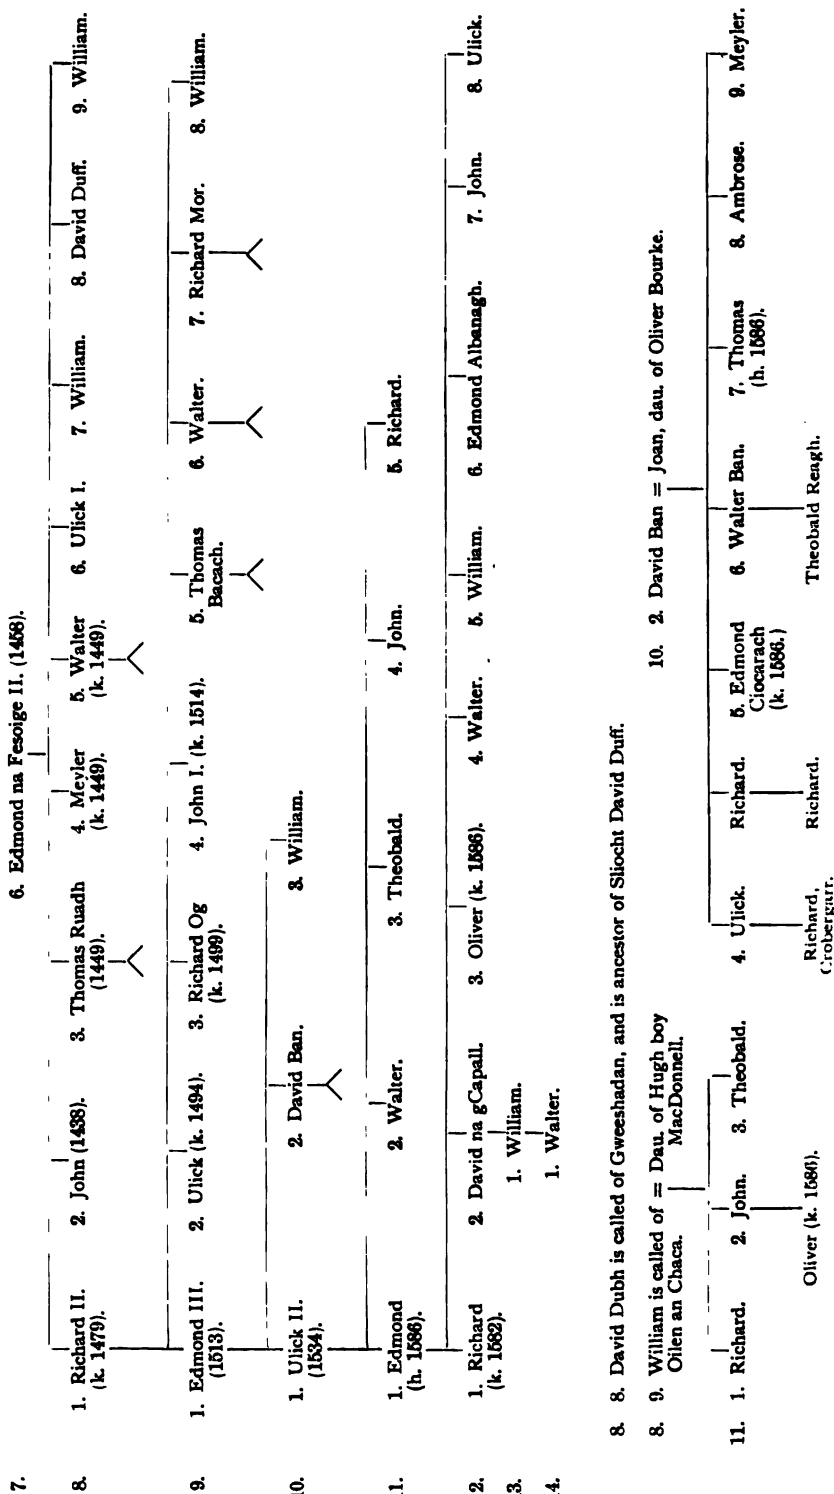 7. 6. Edmond na Fesoige II. (1458).
8. 1. Richard II. 2. John (1438). 3. Thomas Ruadh 4. Meyler 5. Walter 6. Ulick I. 7. William. 8. David Duff. 9. William.
(k. 1479). (1449). (k. 1449). (k. 1449).
9. 1. Edmond III. 2. Ulick (k. 1494). 3. Richard Og 4. John I. (k. 1514). 5. Thomas 6. Walter. 7. Richard Mor. 8. William.
(1513). (k. 1499). Bacach.
10. 1. Ulick II. 2. David Ban. 3. William.
(1534).
1. 1. Edmond 2. Walter. 3. Theobald. 4. John. 5. Richard.
(h. 1586).
2. 1. Richard 2. David na gCapall. 3. Oliver (k. 1586). 4. Walter. 5. William. 6. Edmond Albanagh. 7. John. 8. Ulick.
(k. 1582)
3. 1. William.
4. 1. Walter.
8. 8. David Dubh is called of Gweeshadan, and is ancestor of Sliocht David Duff.
8. 9. William is called of = Dau. of Hugh boy
Oilen an Chaca. MacDonnell.
10. 2. David Ban = Joan, dau. of Oliver Bourke.
11. 1. Richard. 2. John. 3. Theobald. 4. Ulick. Richard. 5. Edmond 6. Walter Ban. 7. Thomas 8. Ambrose. 9. Meyler.
Ciocarach (h. 1586).
(k. 1586.)
Oliver (k. 1586). Richard, Richard. Theobald Reagh.
Crobergarr.